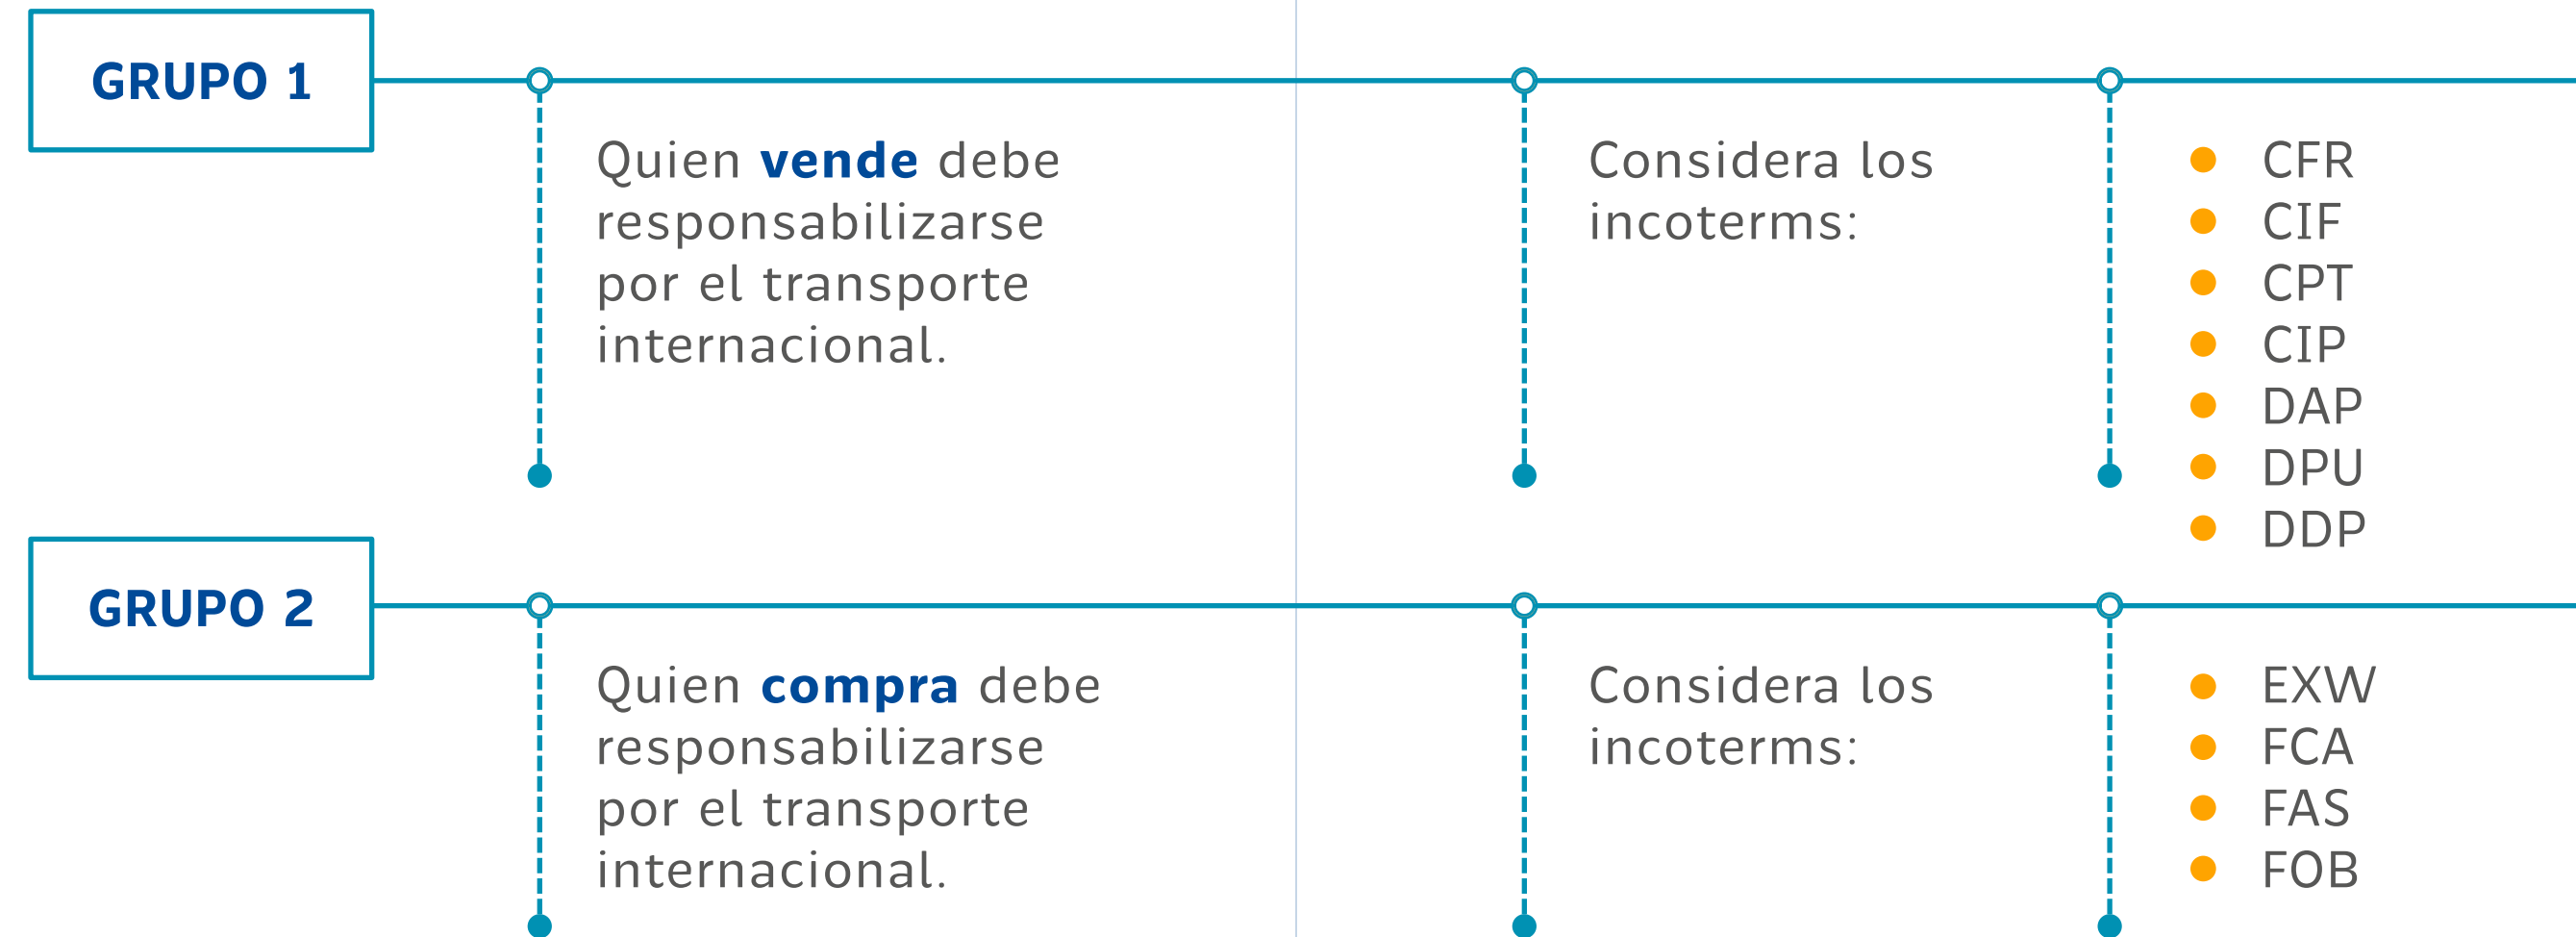 GRUPO 1
Quien vende debe
responsabilizarse
por el transporte
internacional.
Considera los
incoterms:
CFR
CIF
CPT
CIP
DAP
DPU
DDP
GRUPO 2
Quien compra debe
responsabilizarse
por el transporte
internacional.
Considera los
incoterms:
EXW
FCA
FAS
FOB